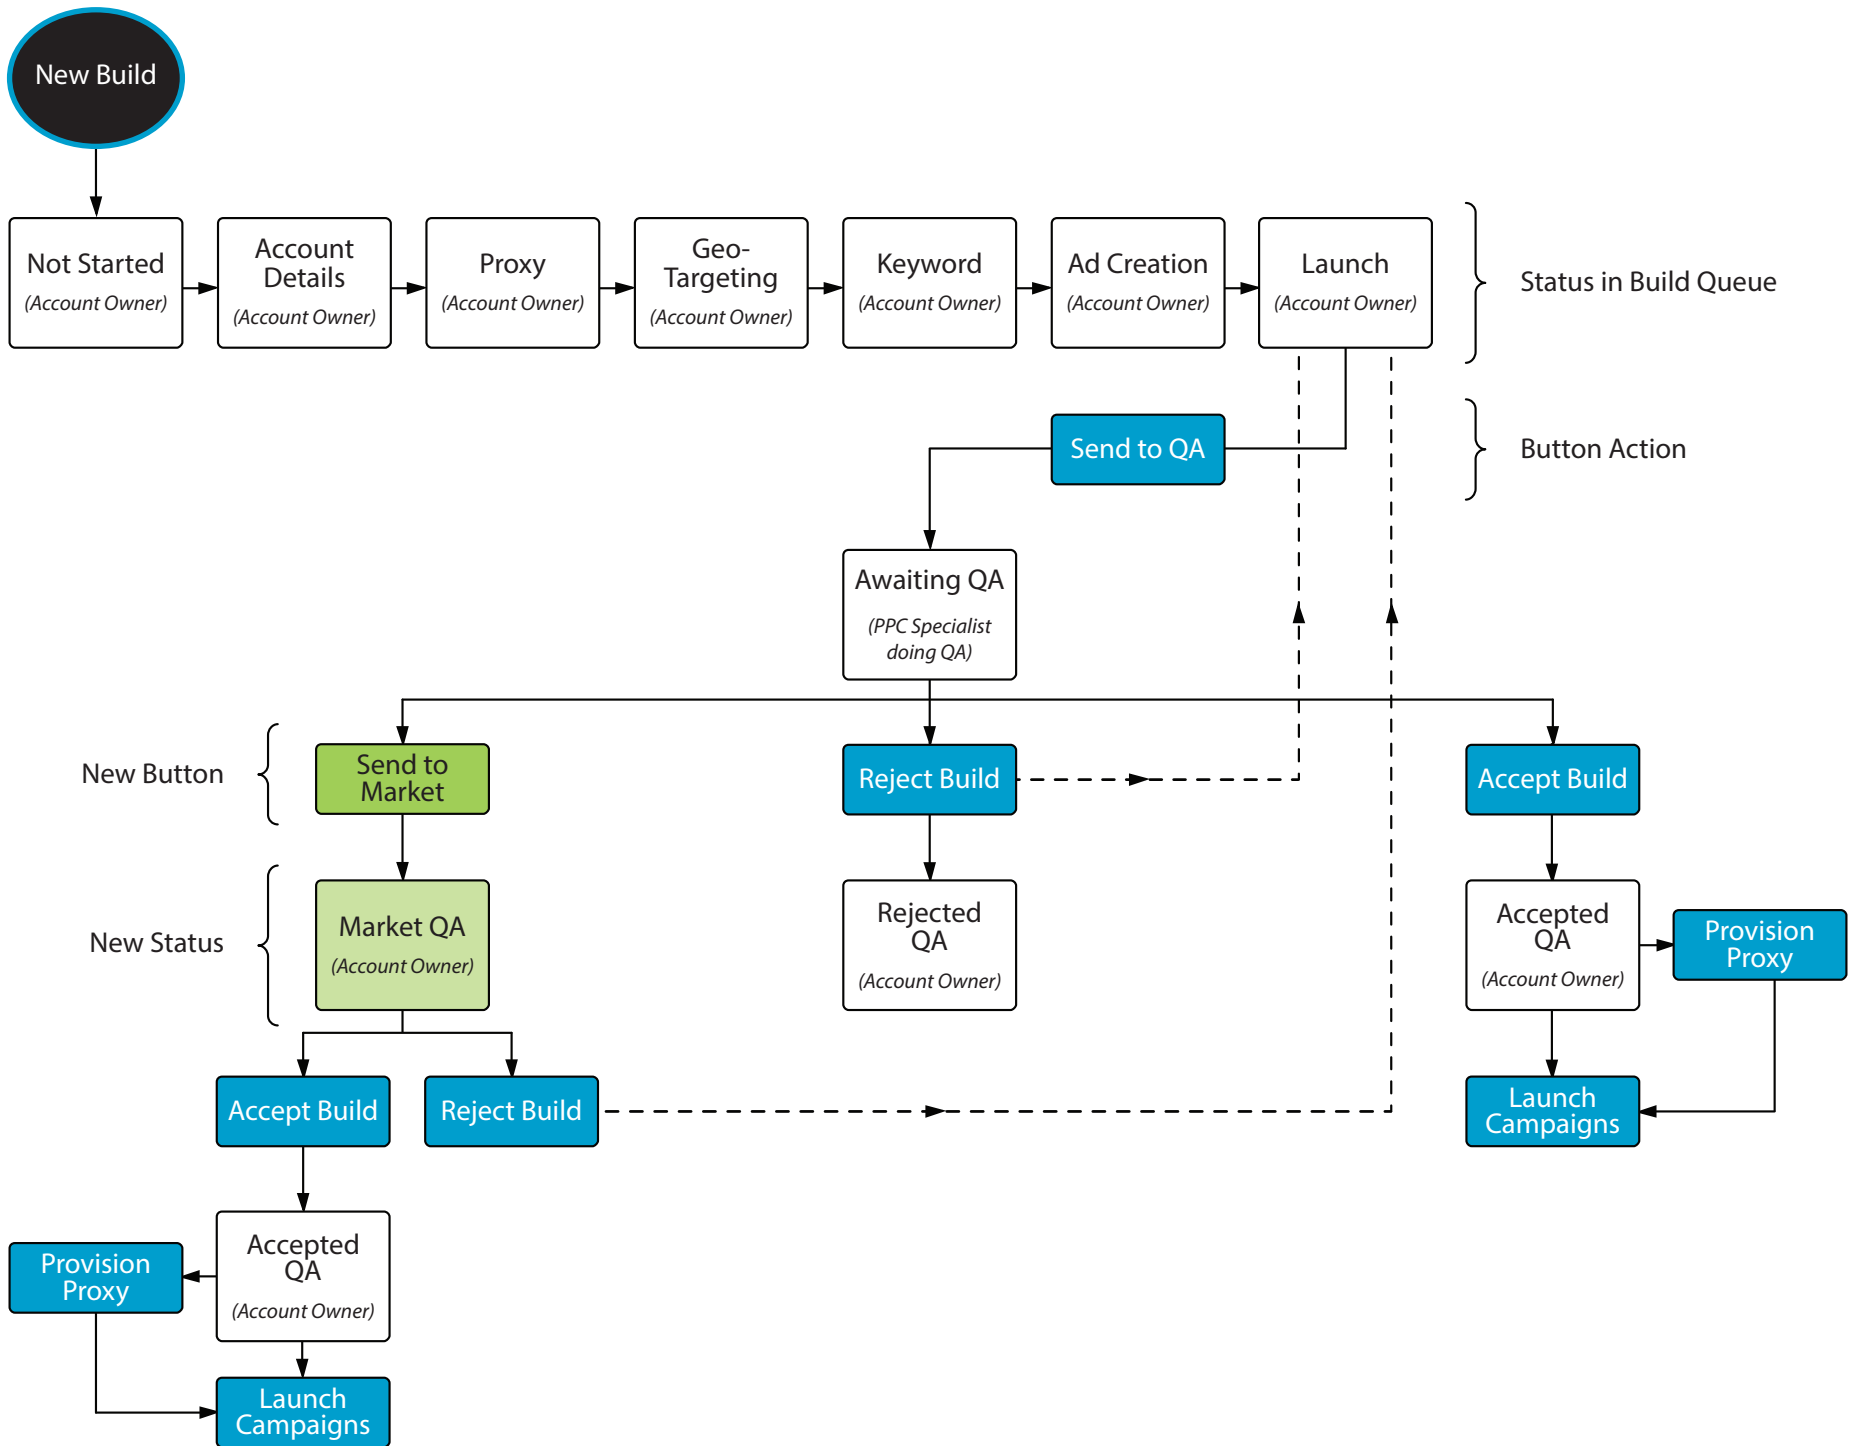 New Build
Not Started
(Account Owner)
Account
Details
(Account Owner)
Proxy
(Account Owner)
Geo-
Targeting
(Account Owner)
Keyword
(Account Owner)
Ad Creation
(Account Owner)
Launch
(Account Owner)
Status in Build Queue
Send to QA
Button Action
Awaiting QA
(PPC Specialist
doing QA)
New Button
Send to
Market
Reject Build
Accept Build
New Status
Market QA
(Account Owner)
Rejected
QA
(Account Owner)
Accepted
QA
(Account Owner)
Provision
Proxy
Accept Build
Reject Build
Launch
Campaigns
Provision
Proxy
Accepted
QA
(Account Owner)
Launch
Campaigns